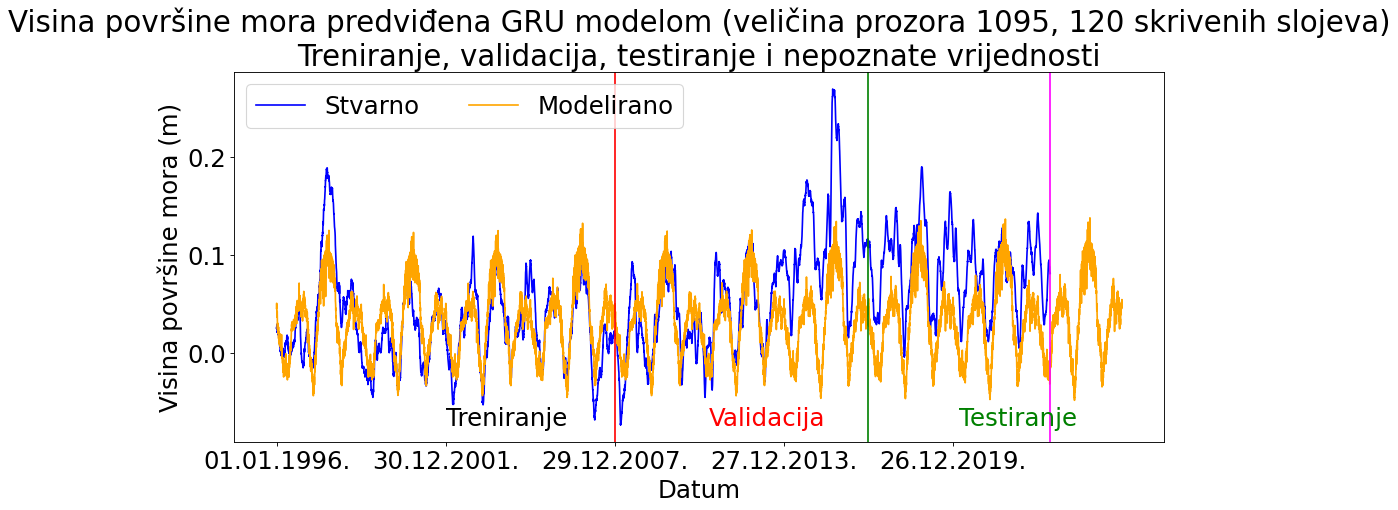 Visina površine mora predviđena GRU modelom (veličina prozora 1095, 120 skrivenih slojeva)
Treniranje, validacija, testiranje i nepoznate vrijednosti
Stvarno Modelirano
Visina površine mora (m)
0.2
0.1
0.0
Treniranje Validacija Testiranje
01.01.1996. 30.12.2001. 29.12.2007. 27.12.2013. 26.12.2019.
Datum